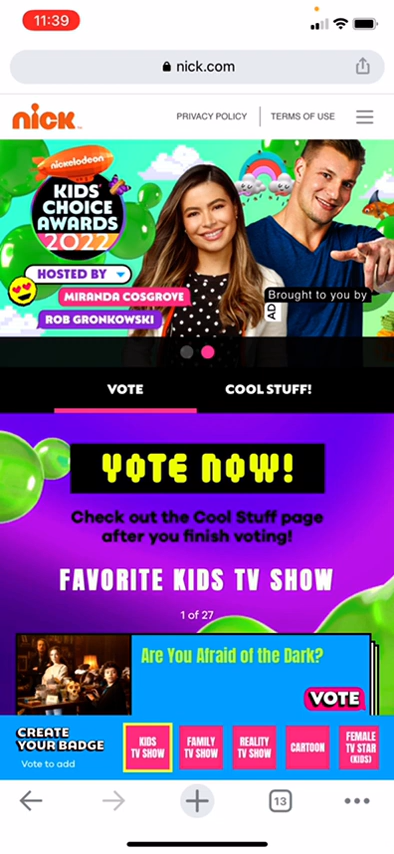 11:39
nick.com
nick
PRIVACY POLICY
TERMS OF USE
nickelodeon
KIDS'
CHOICE
AWARDS
2022
HOSTED BY
MIRANDA COSGROVE
ROB GRONKOWSKI
Brought to you by
AD
VOTE
COOL STUFF!
VOTE NOW!
Check out the Cool Stuff page
after you finish voting!
FAVORITE KIDS TV SHOW
1 of 27
Are You Afraid of the Dark?
VOTE
CREATE
YOUR BADGE
Vote to add
KIDS
TV SHOW
FAMILY
TV SHOW
REALITY
TV SHOW
CARTOON
FEMALE
TV STAR
(KIDS)
13